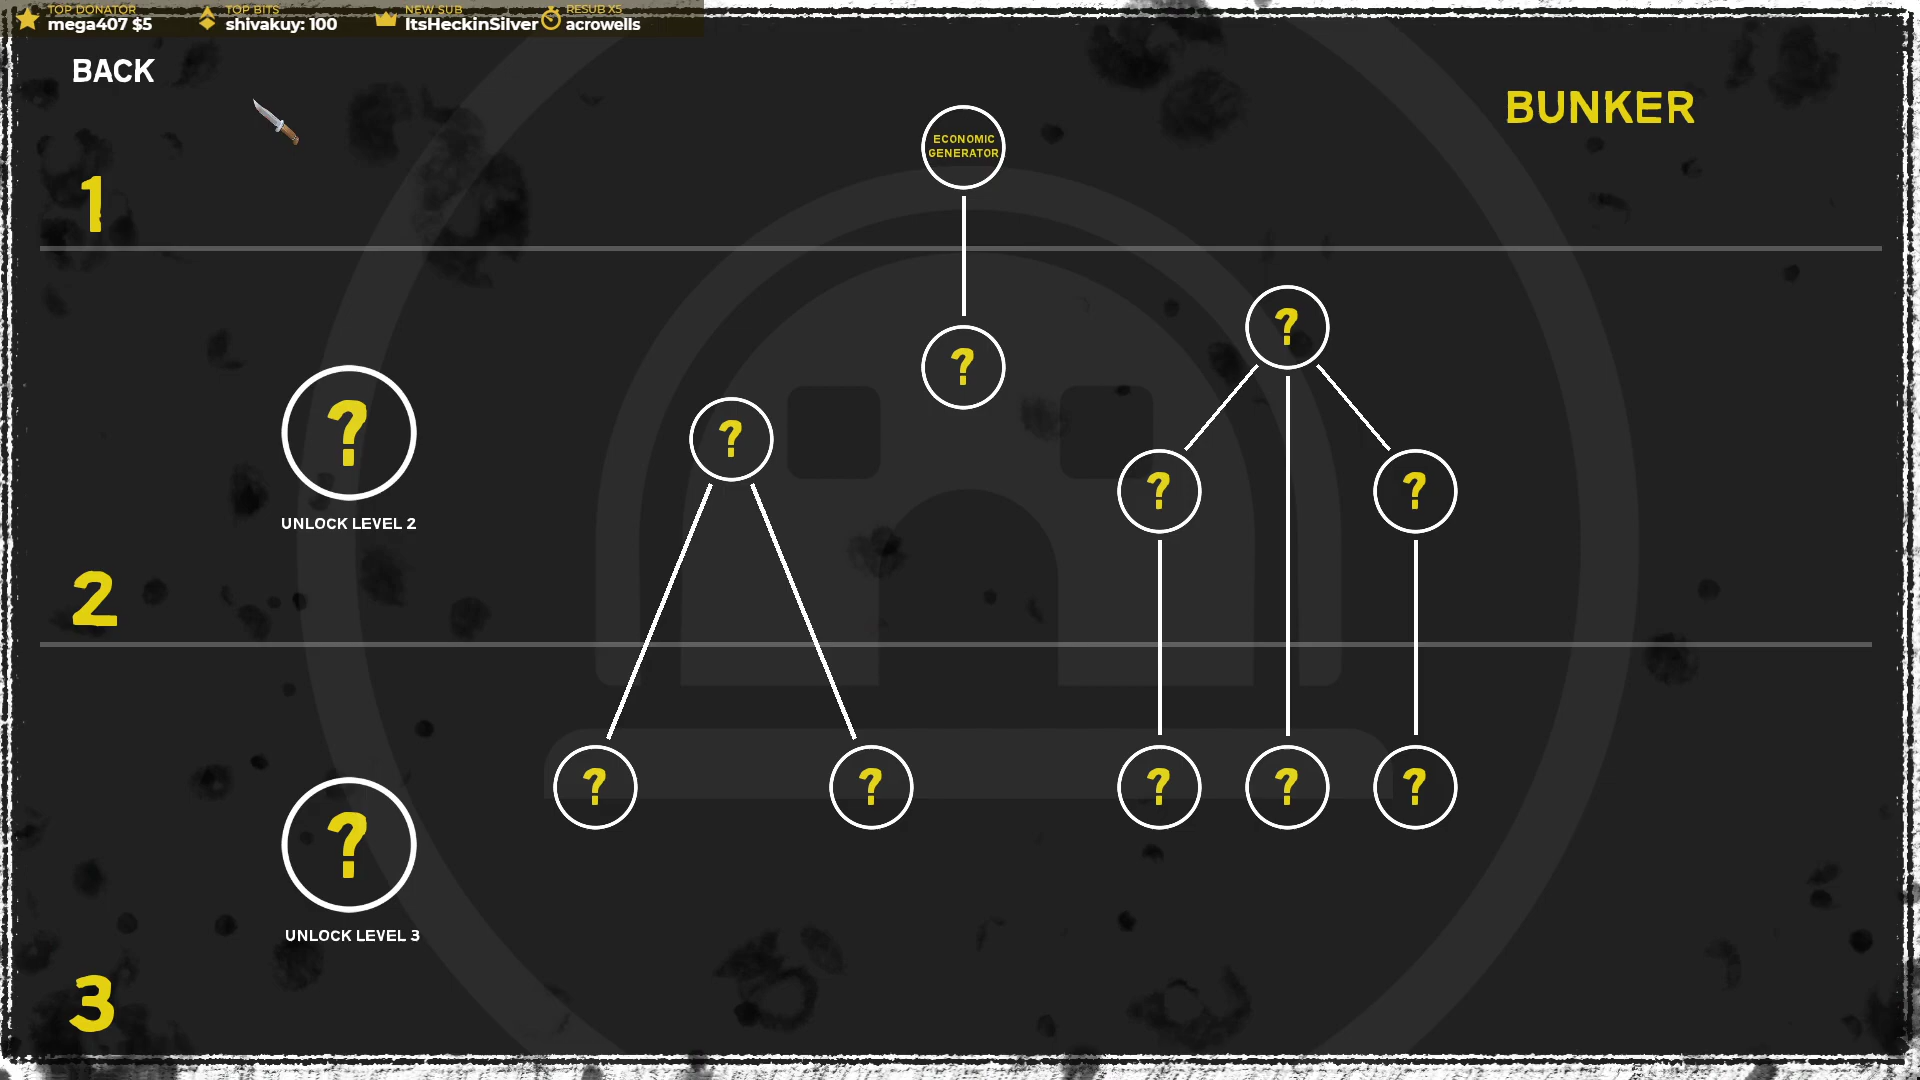 TOP DONATOR
mega407 $5
TOP BITS
shivakuy: 100
NEW SUB
ItsHeckinSilver
RESUB X5
acrowells
BACK
BUNKER
ECONOMIC
GENERATOR
1
?
?
?
?
?
?
UNLOCK LEVEL 2
2
?
?
?
?
?
?
UNLOCK LEVEL 3
3